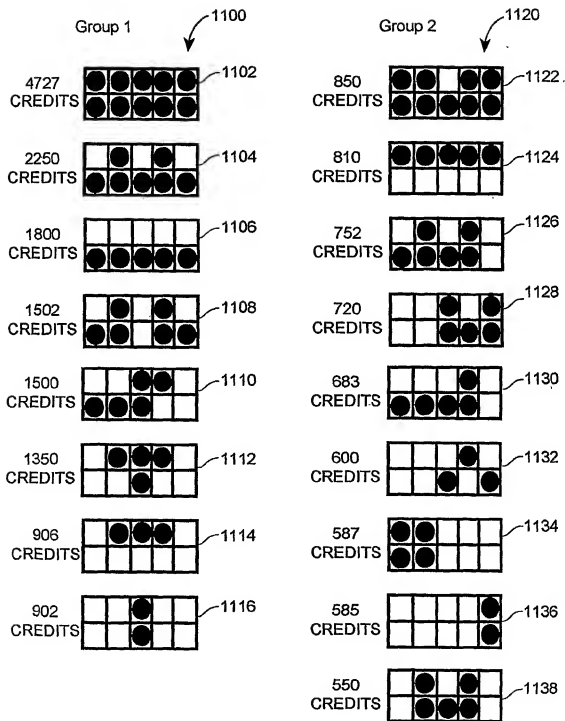 Group 1
1100
4727
CREDITS
1102
2250
CREDITS
1104
1800
CREDITS
1106
1502
CREDITS
1108
1500
CREDITS
1110
1350
CREDITS
1112
906
CREDITS
1114
902
CREDITS
1116
Group 2
1120
850
CREDITS
1122
810
CREDITS
1124
752
CREDITS
1126
720
CREDITS
1128
683
CREDITS
1130
600
CREDITS
1132
587
CREDITS
1134
585
CREDITS
1136
550
CREDITS
1138